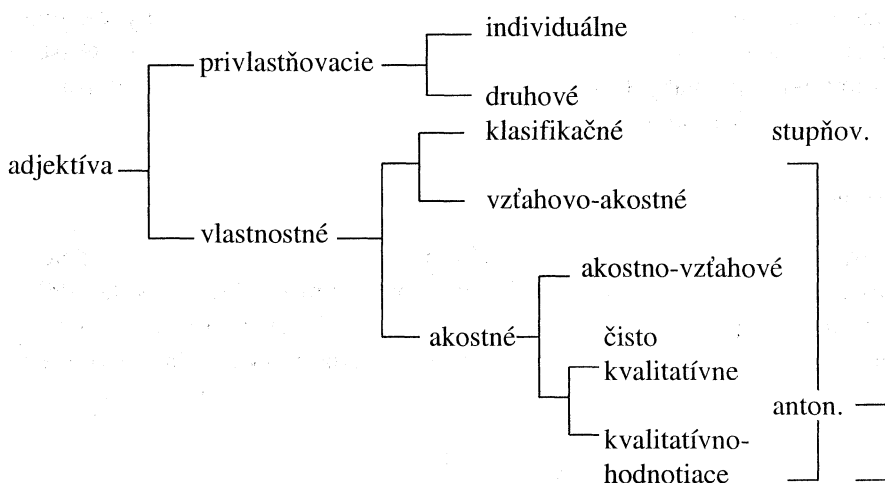 individuálne
privlastňovacie
druhové
klasifikačné
stupňov.
adjektíva
vzťahovo-akostné
vlastnostné
akostno-vzťahové
akostné
čisto
kvalitatívne
anton.
kvalitatívno-
hodnotiace